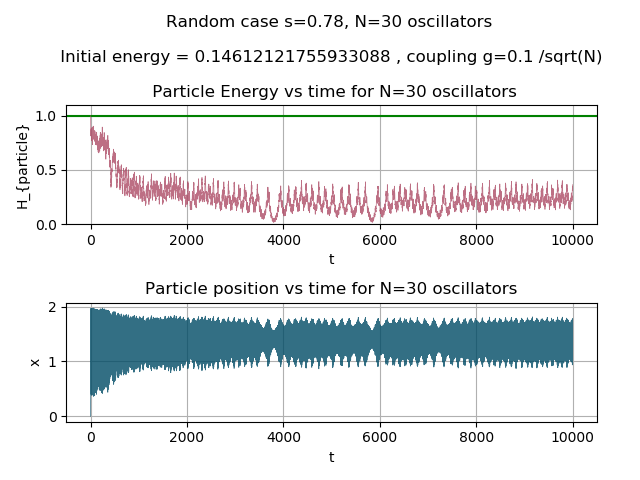 Random case s=0.78, N=30 oscillators
Initial energy = 0.14612121755933088 , coupling g=0.1 /sqrt(N)
Particle Energy vs time for N=30 oscillators
H_{particle}
1.0
0.5
0.0
0 2000 4000 6000 8000 10000
t
Particle position vs time for N=30 oscillators
x
2
1
0
0 2000 4000 6000 8000 10000
t